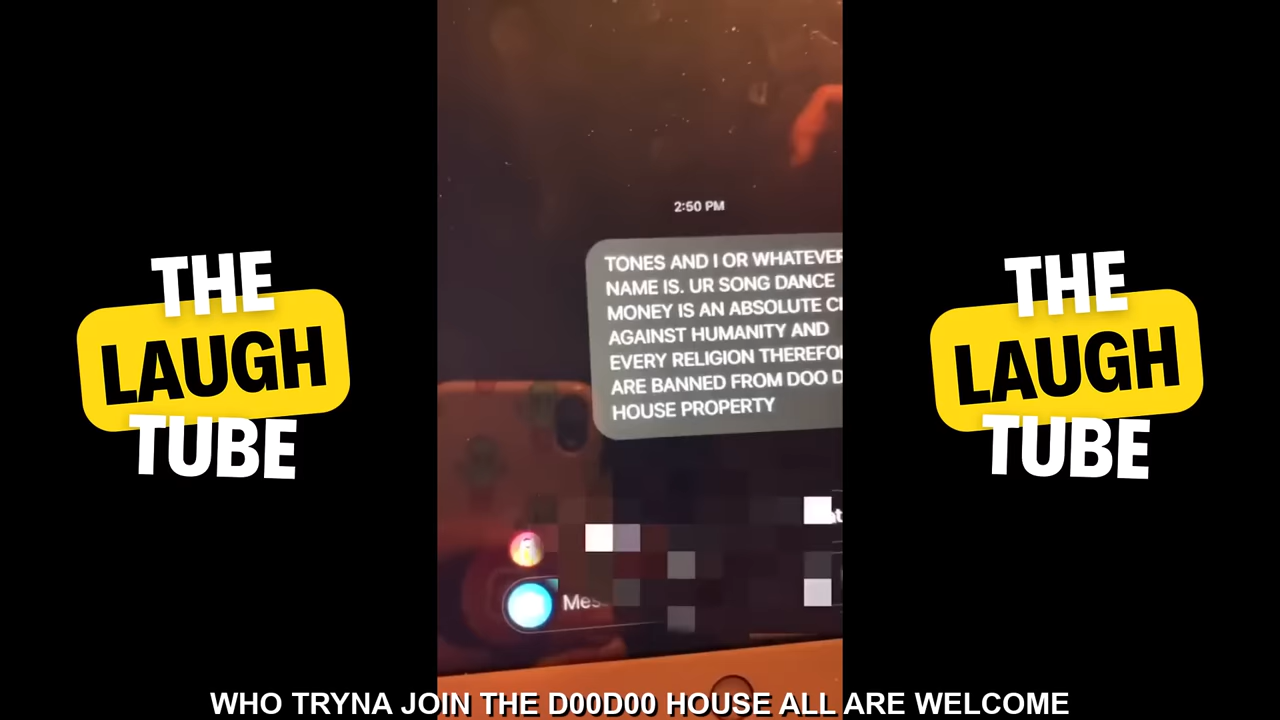 THE
LAUGH
TUBE
2:50 PM
TONES AND I OR WHATEVER
NAME IS. UR SONG DANCE
MONEY IS AN ABSOLUTE
AGAINST HUMANITY AND
EVERY RELIGION
ARE BANNED FROM DOO
HOUSE PROPERTY
THE
LAUGH
TUBE
WHO TRYNA JOIN THE D00D00 HOUSE ALL ARE WELCOME